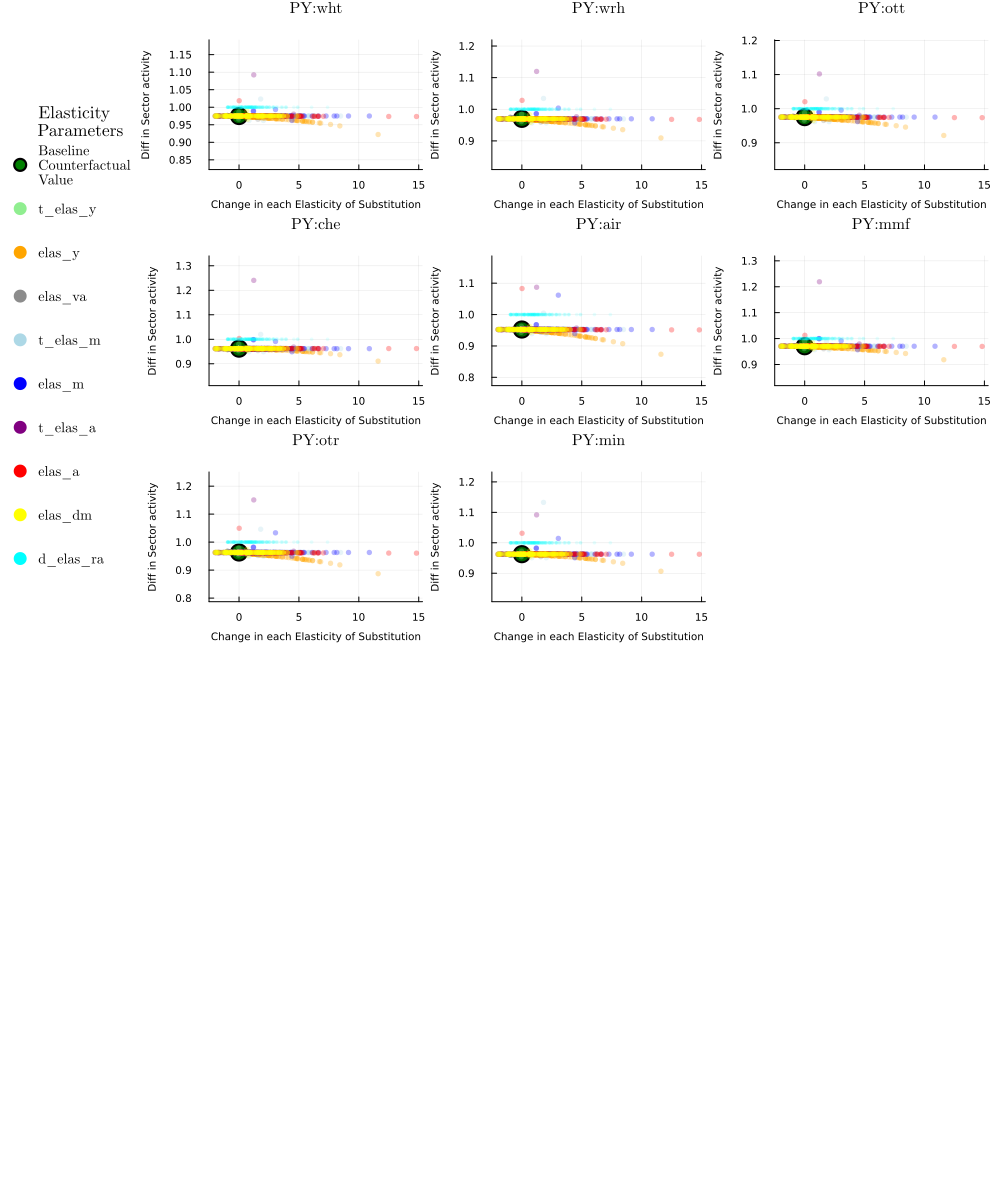 Elasticity
Parameters
Baseline
Counterfactual
Value
t_elas_y
elas_y
elas_va
t_elas_m
elas_m
t_elas_a
elas_a
elas_dm
d_elas_ra
PY:wht
Diff in Sector activity
1.15
1.10
1.05
1.00
0.95
0.90
0.85
0 5 10 15
Change in each Elasticity of Substitution
PY:wrh
Diff in Sector activity
1.2
1.1
1.0
0.9
0 5 10 15
Change in each Elasticity of Substitution
PY:ott
Diff in Sector activity
1.2
1.1
1.0
0.9
0 5 10 15
Change in each Elasticity of Substitution
PY:che
Diff in Sector activity
1.3
1.2
1.1
1.0
0.9
0 5 10 15
Change in each Elasticity of Substitution
PY:air
Diff in Sector activity
1.1
1.0
0.9
0.8
0 5 10 15
Change in each Elasticity of Substitution
PY:mmf
Diff in Sector activity
1.3
1.2
1.1
1.0
0.9
0 5 10 15
Change in each Elasticity of Substitution
PY:otr
Diff in Sector activity
1.2
1.1
1.0
0.9
0.8
0 5 10 15
Change in each Elasticity of Substitution
PY:min
Diff in Sector activity
1.2
1.1
1.0
0.9
0 5 10 15
Change in each Elasticity of Substitution